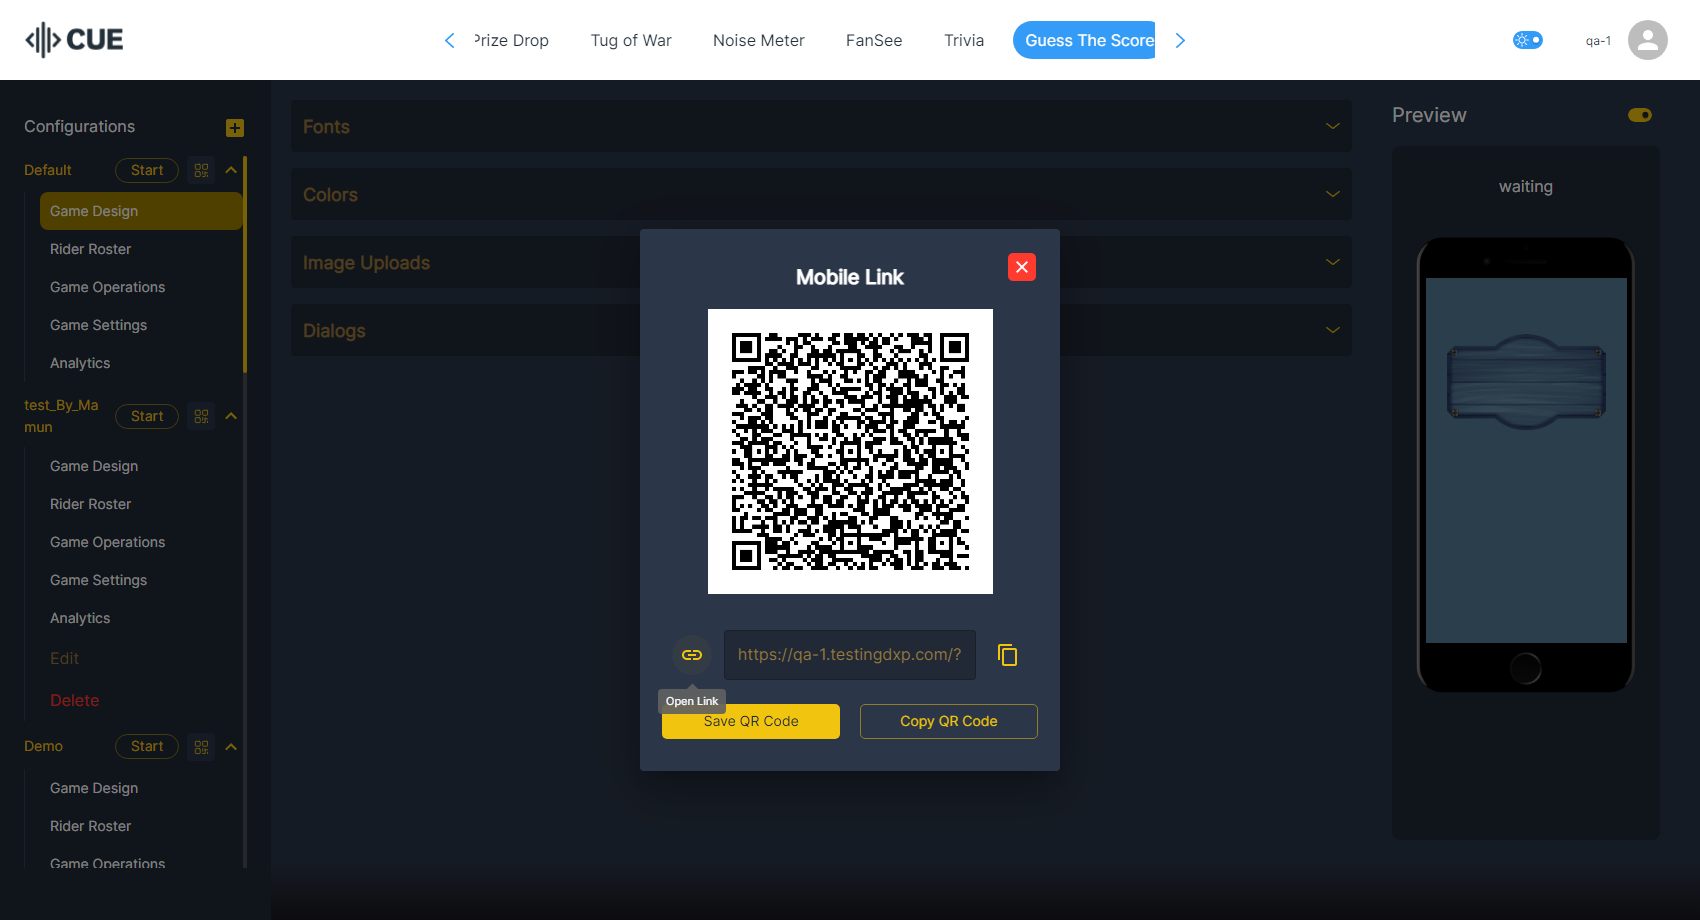 CUE
Prize Drop
Tug of War
Noise Meter
FanSee
Trivia
Guess The Score
qa-1
Configurations
Default
Start
Game Design
Rider Roster
Game Operations
Game Settings
Analytics
test_By_Ma
mun
Start
Game Design
Rider Roster
Game Operations
Game Settings
Analytics
Edit
Delete
Demo
Start
Game Design
Rider Roster
Game Operations
Fonts
Colors
Image Uploads
Dialogs
Mobile Link
https://qa-1.testingdxp.com/?
Open Link
Save QR Code
Copy QR Code
Preview
waiting